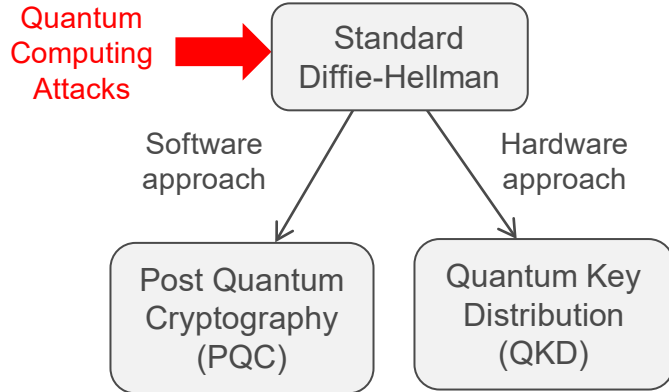 Quantum
Computing
Attacks
Standard
Diffie-Hellman
Software
approach
Hardware
approach
Post Quantum
Cryptography
(PQC)
Quantum Key
Distribution
(QKD)